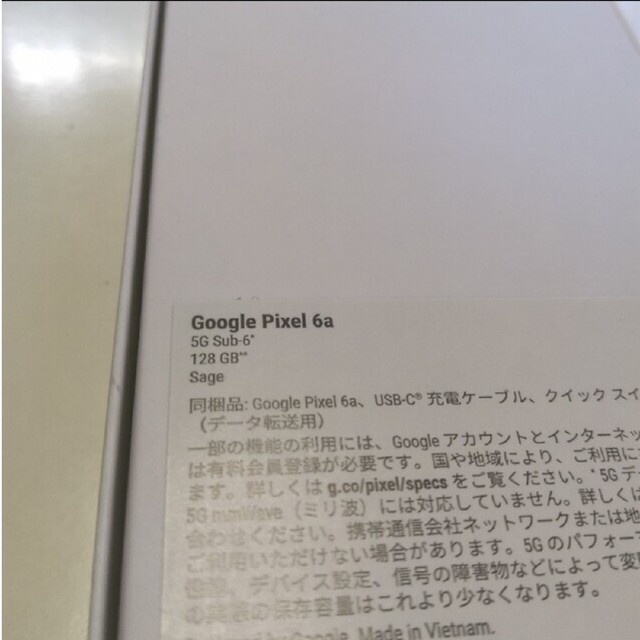 Google Pixel 6a
5G Sub-6*
128 GB**
Sage
同梱品: Google Pixel 6a、USB-C® 充電ケーブル、クイック スイ
（データ転送用）
一部の機能の利用には、Google アカウントとインターネッ
は有料会員登録が必要です。国や地域により、ご利用に
ます。詳しくは g.co/pixel/specs をご覧ください。* 5G デ
5G mmWave（ミリ波）には対応していません。詳しくは
合わせください。携帯通信会社ネットワークまたは地
ご利用いただけない場合があります。5G のパフォーマ
デバイス設定、信号の障害物などによって変
の実際の保存容量はこれより少なくなります。
by Google. Made in Vietnam.